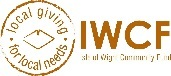 local giving
for local needs
IWCF
Isle of Wight Community Fund